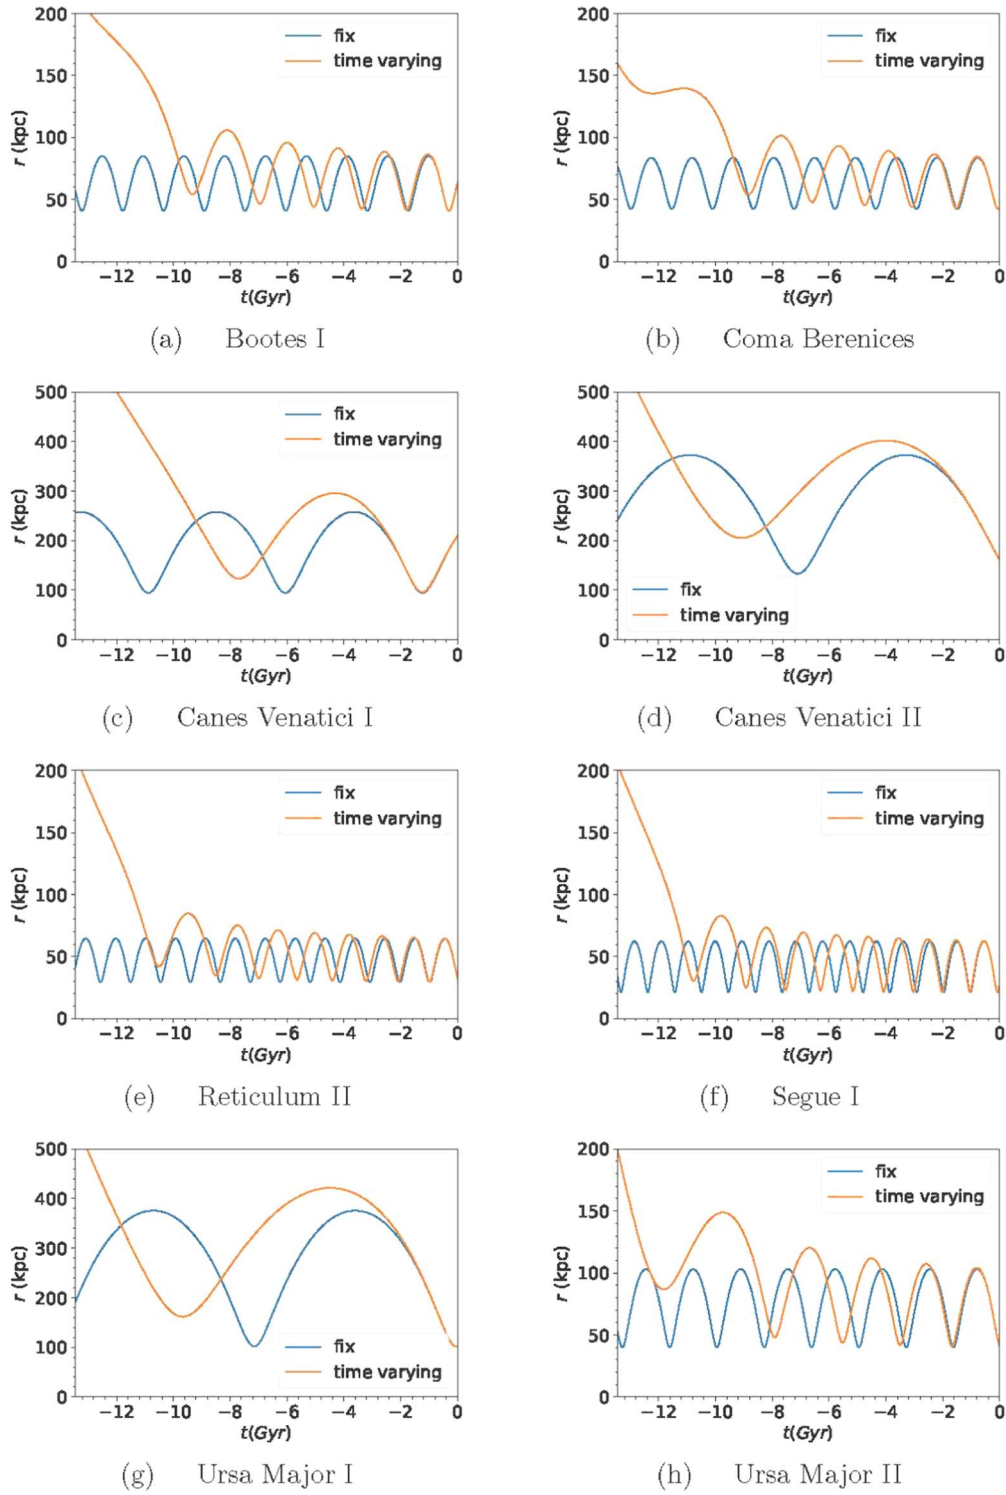 200
150
100
50
0
r (kpc)
fix
time varying
−12 −10 −8 −6 −4 −2 0
t(Gyr)
(a) Bootes I
200
150
100
50
0
r (kpc)
fix
time varying
−12 −10 −8 −6 −4 −2 0
t(Gyr)
(b) Coma Berenices
500
400
300
200
100
0
r (kpc)
fix
time varying
−12 −10 −8 −6 −4 −2 0
t(Gyr)
(c) Canes Venatici I
500
400
300
200
100
0
r (kpc)
fix
time varying
−12 −10 −8 −6 −4 −2 0
t(Gyr)
(d) Canes Venatici II
200
150
100
50
0
r (kpc)
fix
time varying
−12 −10 −8 −6 −4 −2 0
t(Gyr)
(e) Reticulum II
200
150
100
50
0
r (kpc)
fix
time varying
−12 −10 −8 −6 −4 −2 0
t(Gyr)
(f) Segue I
500
400
300
200
100
0
r (kpc)
fix
time varying
−12 −10 −8 −6 −4 −2 0
t(Gyr)
(g) Ursa Major I
200
150
100
50
0
r (kpc)
fix
time varying
−12 −10 −8 −6 −4 −2 0
t(Gyr)
(h) Ursa Major II